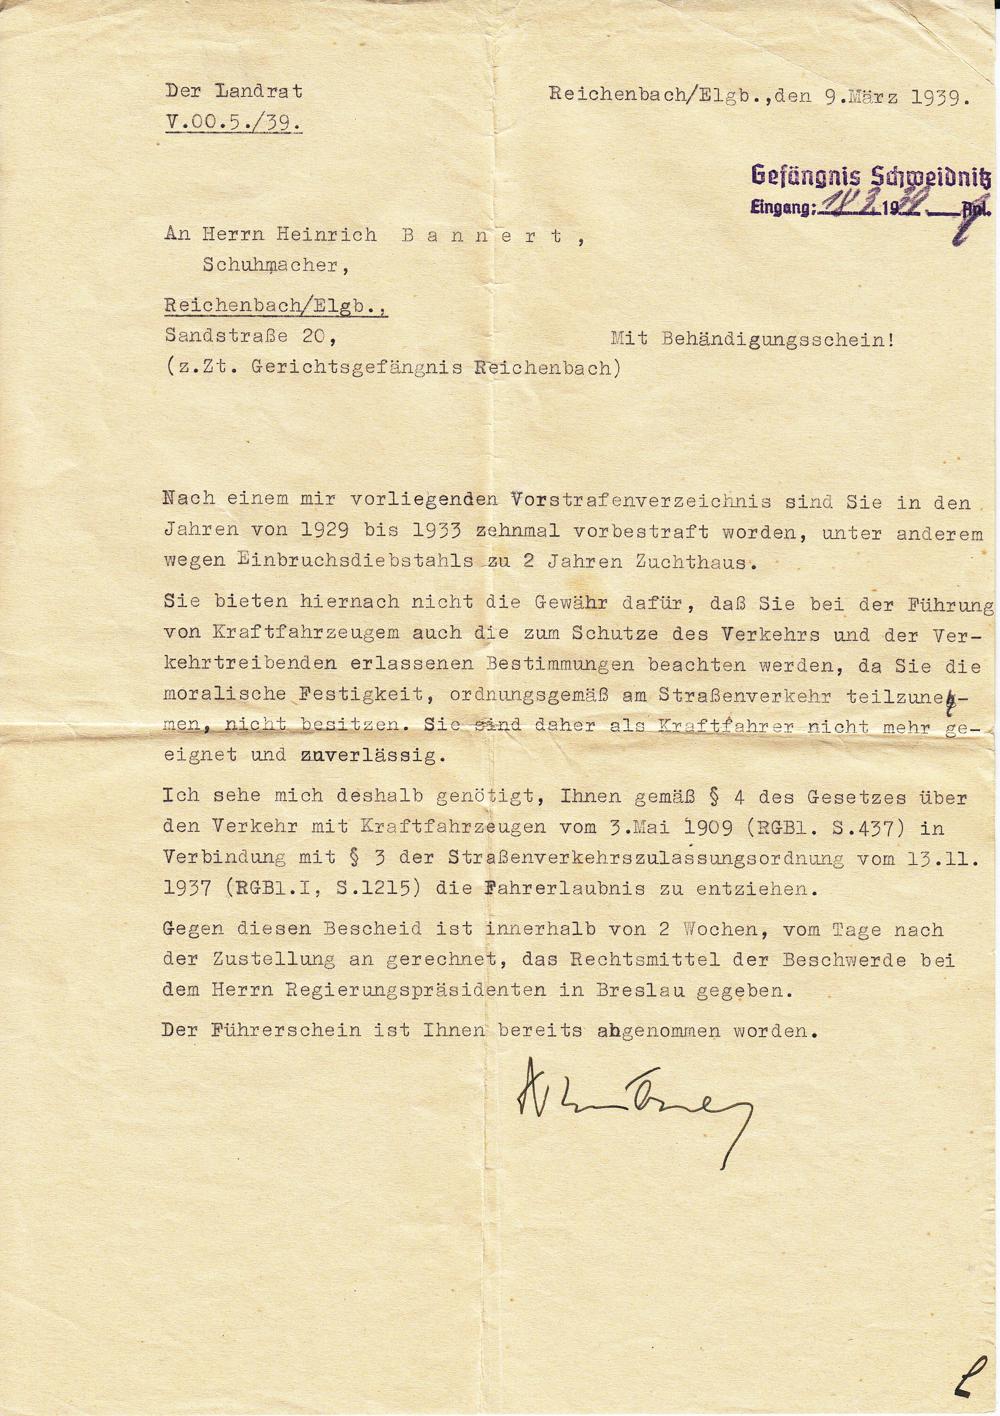 Der Landrat
V.00.5./39.
Reichenbach/Elgb.,den 9.März 1939.
Gefängnis Schweidnitz
Eingang: 18 3. 1939 Anl.
An Herrn Heinrich B a n n e r t ,
Schuhmacher,
Reichenbach/Elgb.,
Sandstraße 20,
Mit Behändigungsschein!
(z.Zt. Gerichtsgefängnis Reichenbach)
Nach einem mir vorliegenden Vorstrafenverzeichnis sind Sie in den
Jahren von 1929 bis 1933 zehnmal vorbestraft worden, unter anderem
wegen Einbruchsdiebstahls zu 2 Jahren Zuchthaus.
Sie bieten hiernach nicht die Gewähr dafür, daß Sie bei der Führung
von Kraftfahrzeugem auch die zum Schutze des Verkehrs und der Ver-
kehrtreibenden erlassenen Bestimmungen beachten werden, da Sie die
moralische Festigkeit, ordnungsgemäß am Straßenverkehr teilzuneh-
men, nicht besitzen. Sie sind daher als Kraftfahrer nicht mehr ge-
eignet und zuverlässig.
Ich sehe mich deshalb genötigt, Ihnen gemäß § 4 des Gesetzes über
den Verkehr mit Kraftfahrzeugen vom 3.Mai 1909 (RGBl. S.437) in
Verbindung mit § 3 der Straßenverkehrszulassungsordnung vom 13.11.
1937 (RGBl.I, S.1215) die Fahrerlaubnis zu entziehen.
Gegen diesen Bescheid ist innerhalb von 2 Wochen, vom Tage nach
der Zustellung an gerechnet, das Rechtsmittel der Beschwerde bei
dem Herrn Regierungspräsidenten in Breslau gegeben.
Der Führerschein ist Ihnen bereits abgenommen worden.